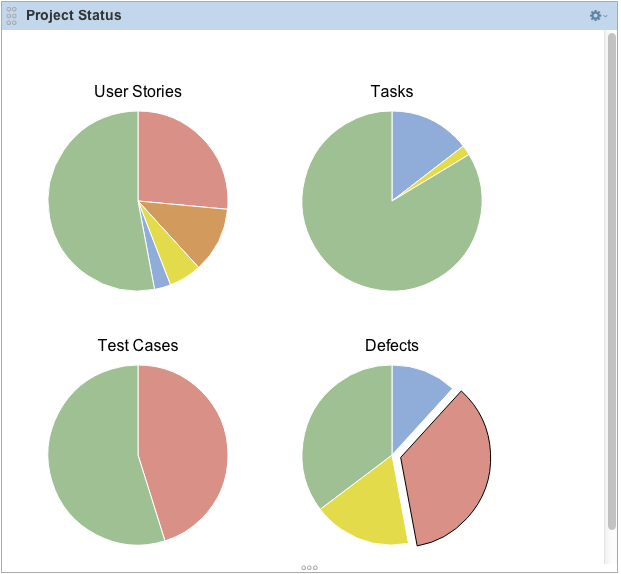 Project Status
User Stories
Tasks
Test Cases
Defects